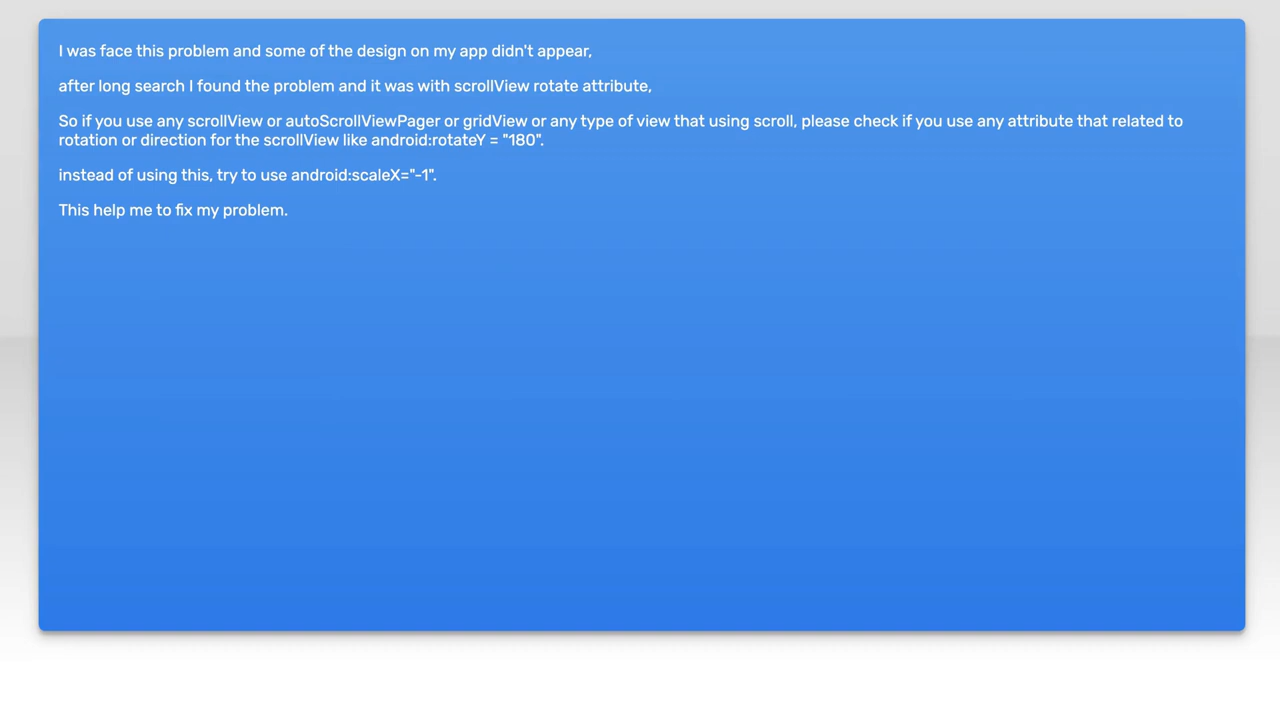 I was face this problem and some of the design on my app didn't appear,
after long search I found the problem and it was with scrollView rotate attribute,
So if you use any scrollView or autoScrollViewPager or gridView or any type of view that using scroll, please check if you use any attribute that related to
rotation or direction for the scrollView like android:rotateY = "180".
instead of using this, try to use android:scaleX="-1".
This help me to fix my problem.